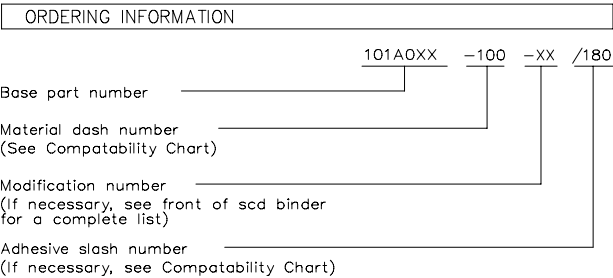 ORDERING INFORMATION
101A0XX -100 -XX /180
Base part number
Material dash number
(See Compatability Chart)
Modification number
(If necessary, see front of scd binder
for a complete list)
Adhesive slash number
(If necessary, see Compatability Chart)